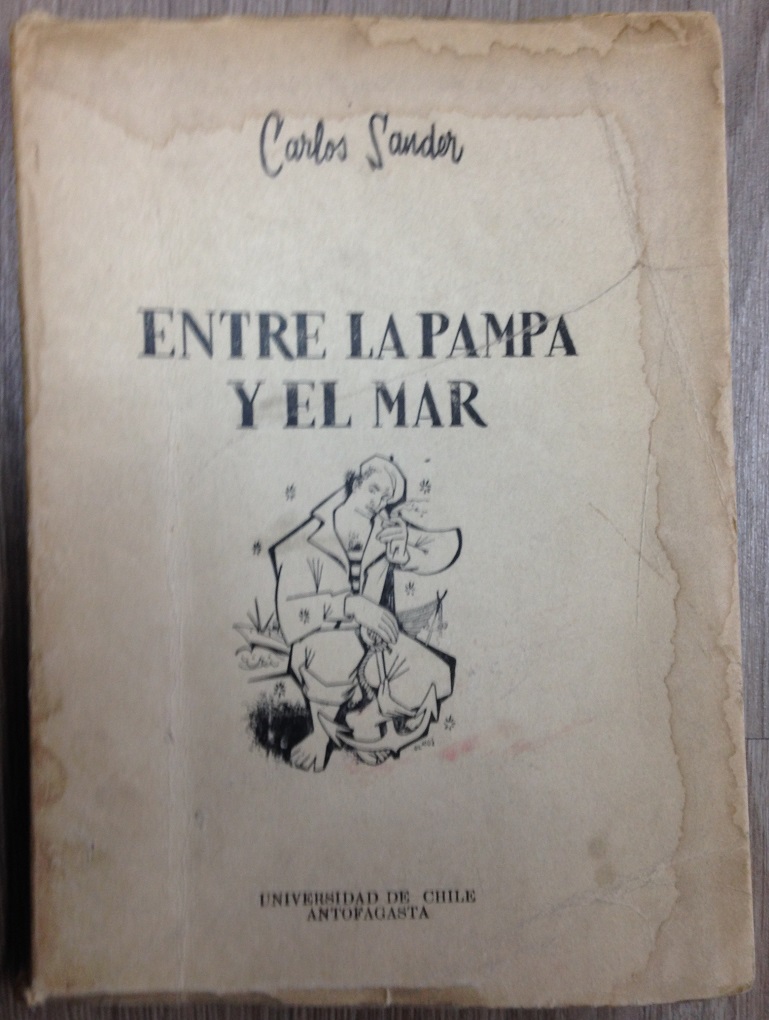 Carlos Sander
ENTRE LA PAMPA
Y EL MAR
UNIVERSIDAD DE CHILE
ANTOFAGASTA